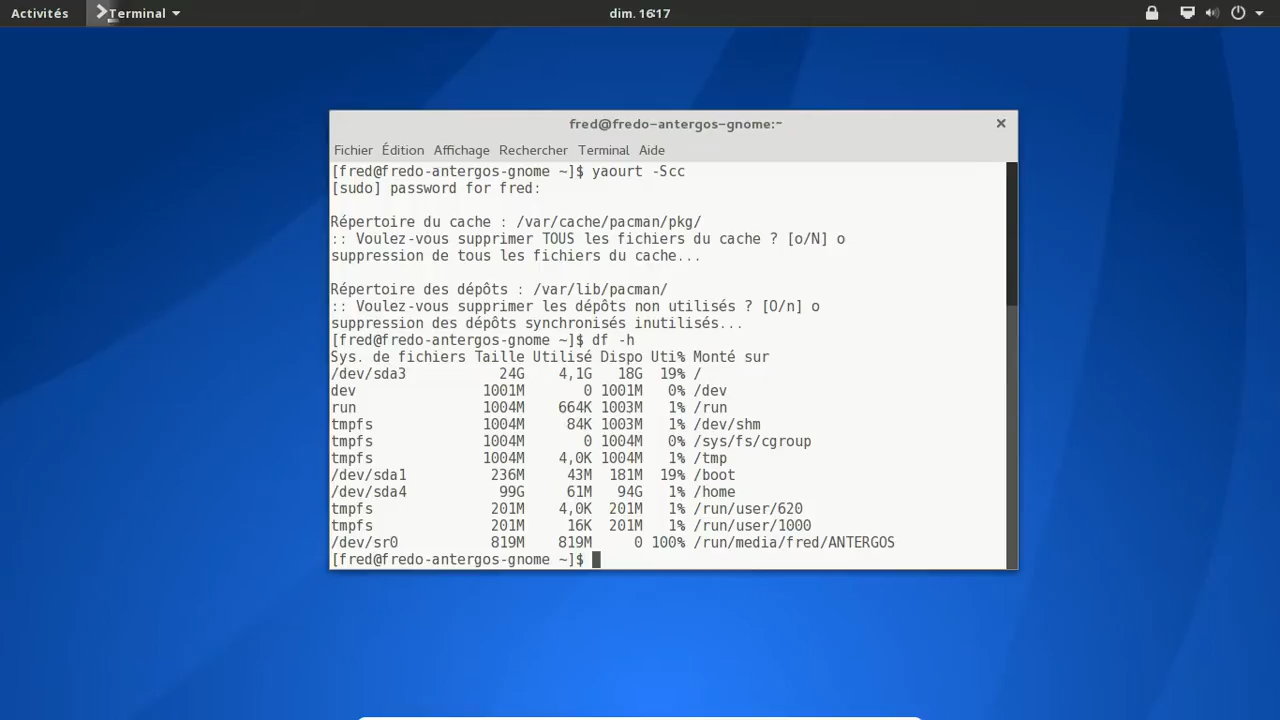 Activités Terminal dim. 16:17
fred@fredo-antergos-gnome:~
Fichier Édition Affichage Rechercher Terminal Aide
[fred@fredo-antergos-gnome ~]$ yaourt -Scc
[sudo] password for fred:
Répertoire du cache : /var/cache/pacman/pkg/
:: Voulez-vous supprimer TOUS les fichiers du cache ? [o/N] o
suppression de tous les fichiers du cache...
Répertoire des dépôts : /var/lib/pacman/
:: Voulez-vous supprimer les dépôts non utilisés ? [O/n] o
suppression des dépôts synchronisés inutilisés...
[fred@fredo-antergos-gnome ~]$ df -h
Sys. de fichiers Taille Utilisé Dispo Uti% Monté sur
/dev/sda3 24G 4,1G 18G 19% /
dev 1001M 0 1001M 0% /dev
run 1004M 664K 1003M 1% /run
tmpfs 1004M 84K 1003M 1% /dev/shm
tmpfs 1004M 0 1004M 0% /sys/fs/cgroup
tmpfs 1004M 4,0K 1004M 1% /tmp
/dev/sda1 236M 43M 181M 19% /boot
/dev/sda4 99G 61M 94G 1% /home
tmpfs 201M 4,0K 201M 1% /run/user/620
tmpfs 201M 16K 201M 1% /run/user/1000
/dev/sr0 819M 819M 0 100% /run/media/fred/ANTERGOS
[fred@fredo-antergos-gnome ~]$